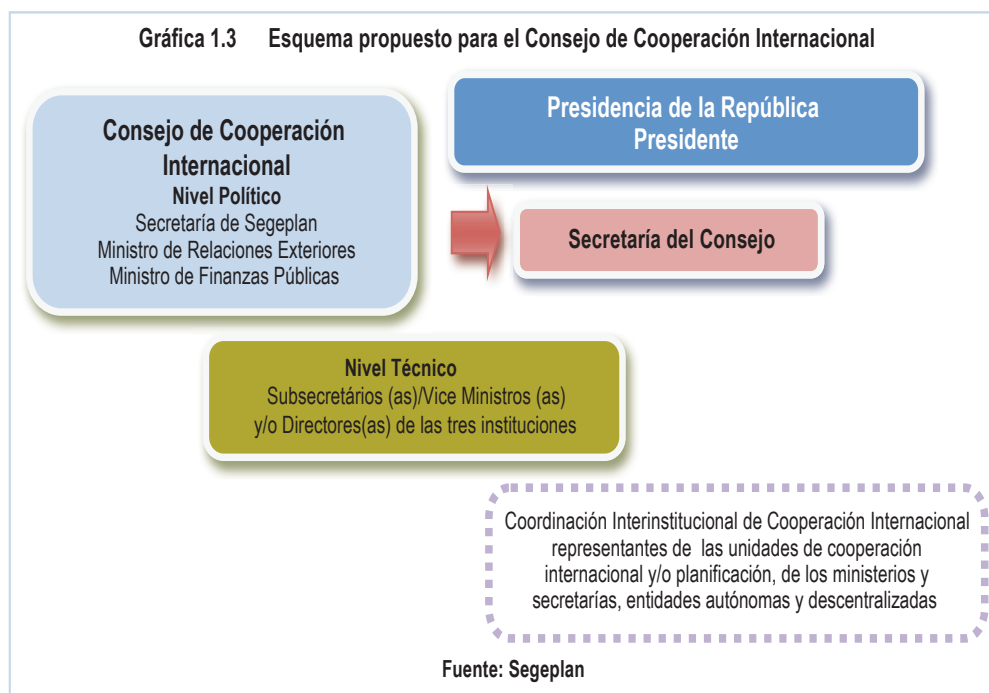 Gráfica 1.3 Esquema propuesto para el Consejo de Cooperación Internacional
Consejo de Cooperación
Internacional
Nivel Político
Secretaría de Segeplan
Ministro de Relaciones Exteriores
Ministro de Finanzas Públicas
Presidencia de la República
Presidente
Secretaría del Consejo
Nivel Técnico
Subsecretários (as)/Vice Ministros (as)
y/o Directores(as) de las tres instituciones
Coordinación Interinstitucional de Cooperación Internacional
representantes de las unidades de cooperación
internacional y/o planificación, de los ministerios y
secretarías, entidades autónomas y descentralizadas
Fuente: Segeplan